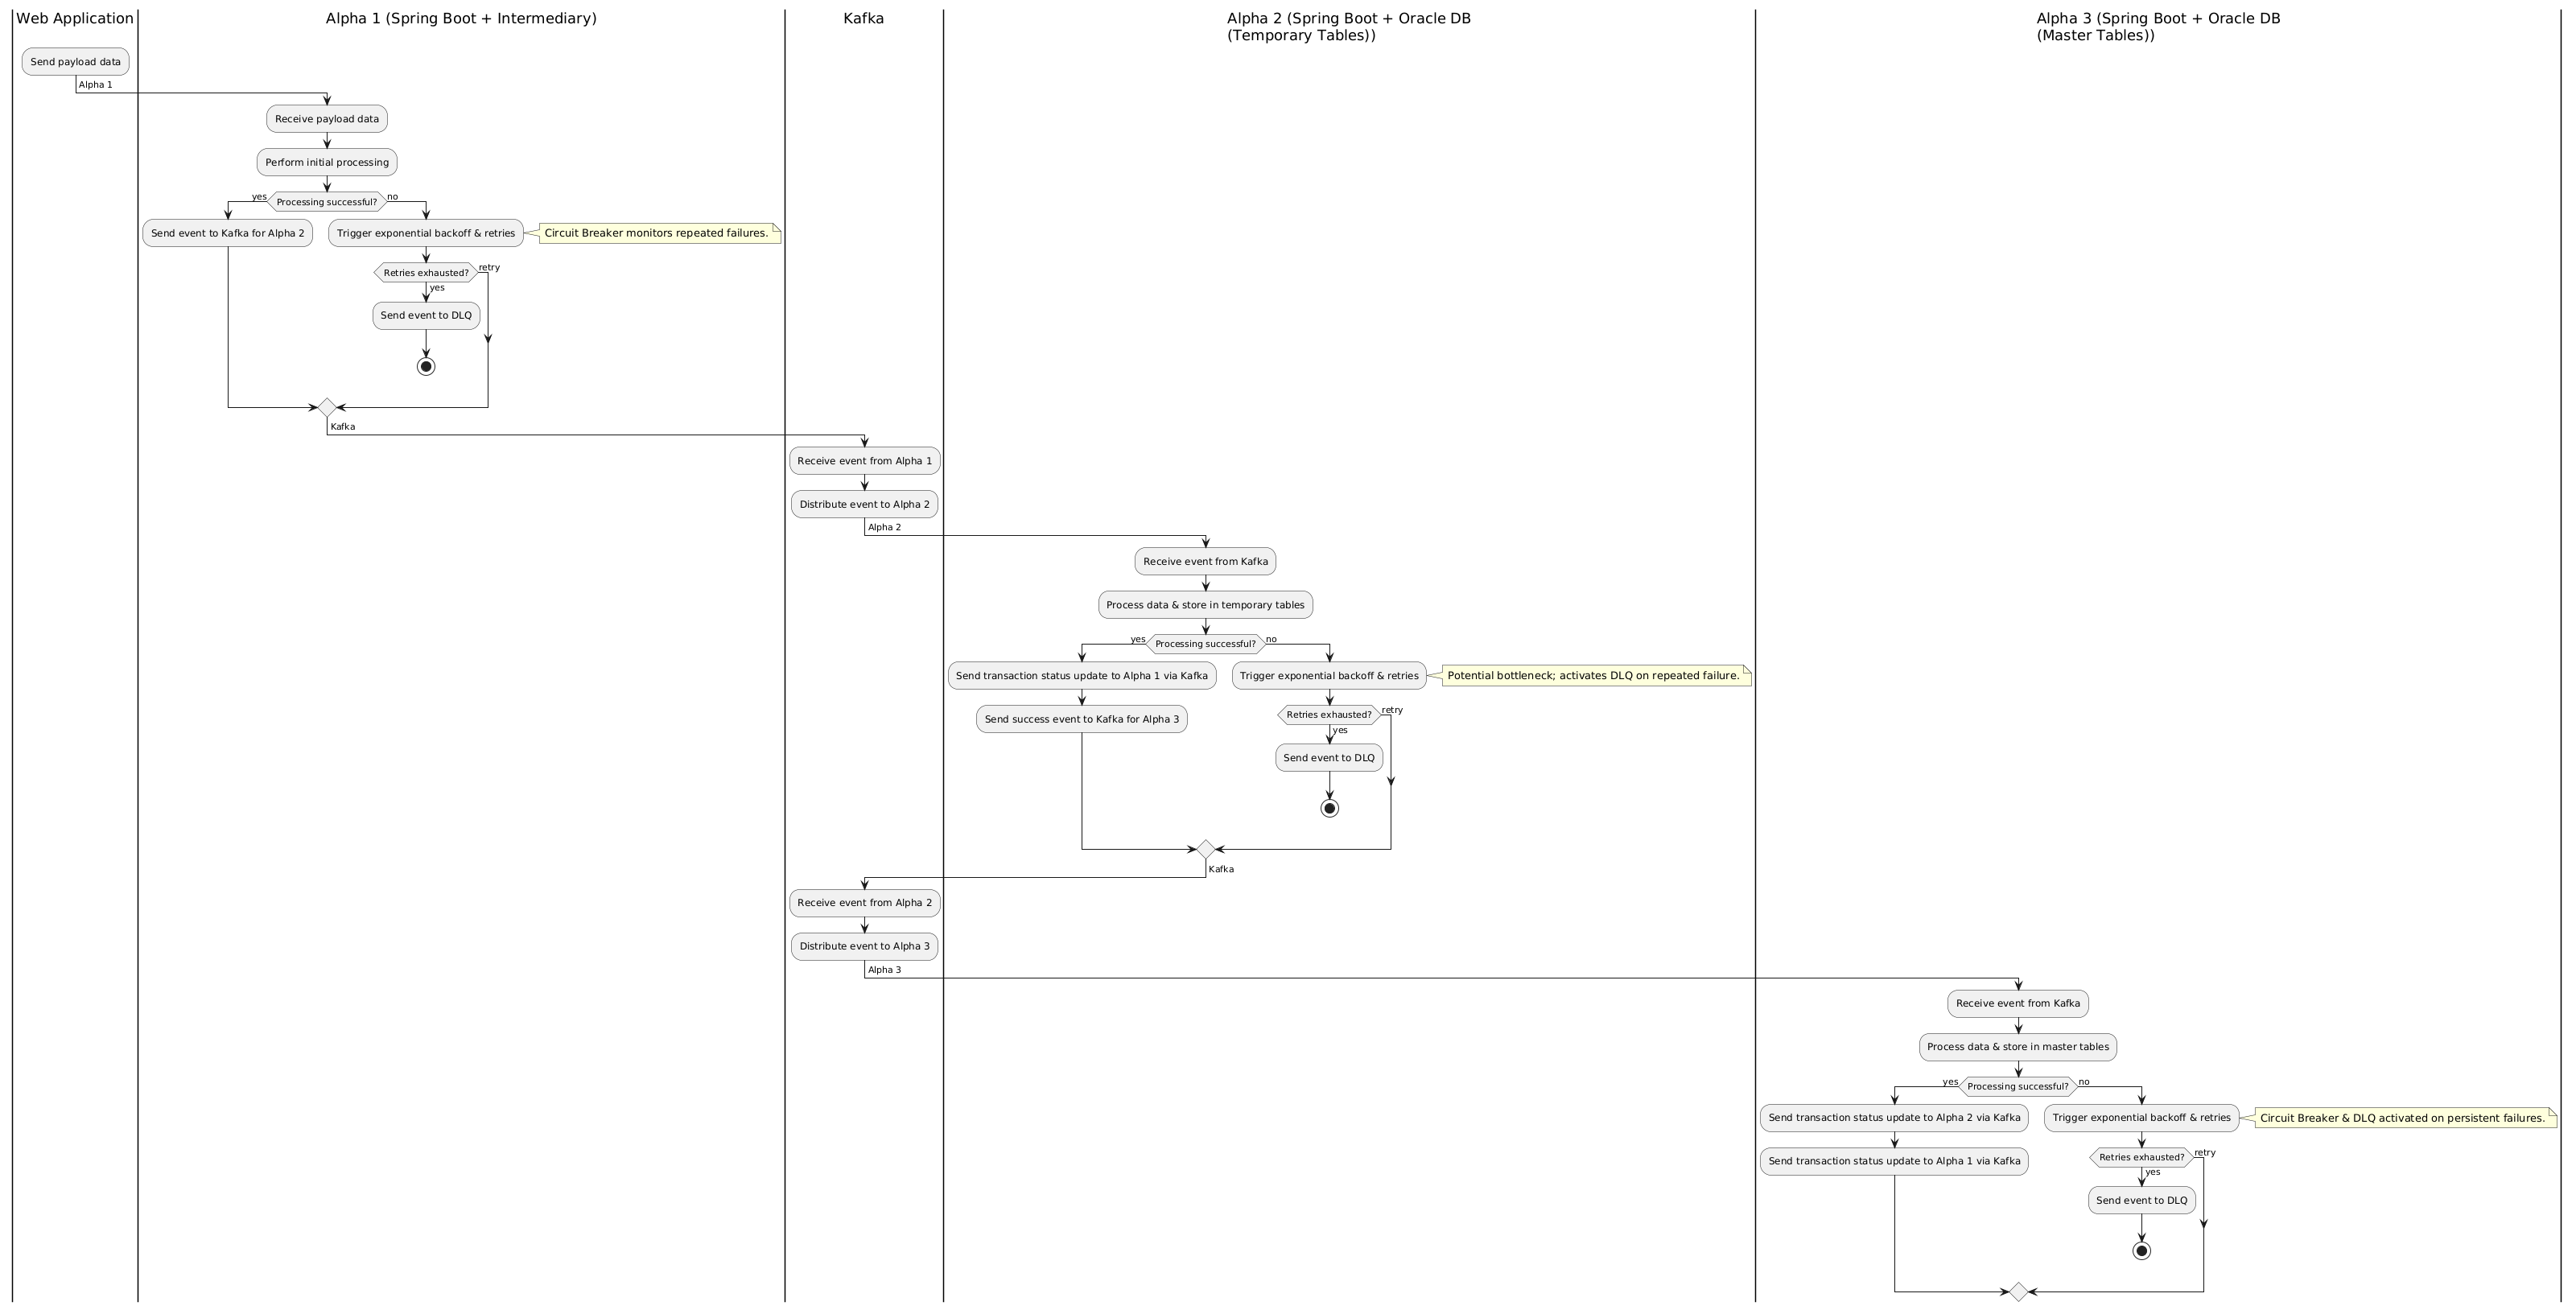 Web Application
Alpha 1 (Spring Boot + Intermediary)
Kafka
Alpha 2 (Spring Boot + Oracle DB
(Temporary Tables))
Alpha 3 (Spring Boot + Oracle DB
(Master Tables))
Send payload data
Alpha 1
Receive payload data
Perform initial processing
yes
Processing successful?
no
Send event to Kafka for Alpha 2
Trigger exponential backoff & retries
Circuit Breaker monitors repeated failures.
Retries exhausted?
retry
yes
Send event to DLQ
Kafka
Receive event from Alpha 1
Distribute event to Alpha 2
Alpha 2
Receive event from Kafka
Process data & store in temporary tables
yes
Processing successful?
no
Send transaction status update to Alpha 1 via Kafka
Trigger exponential backoff & retries
Potential bottleneck; activates DLQ on repeated failure.
Send success event to Kafka for Alpha 3
Retries exhausted?
retry
yes
Send event to DLQ
Kafka
Receive event from Alpha 2
Distribute event to Alpha 3
Alpha 3
Receive event from Kafka
Process data & store in master tables
yes
Processing successful?
no
Send transaction status update to Alpha 2 via Kafka
Trigger exponential backoff & retries
Circuit Breaker & DLQ activated on persistent failures.
Send transaction status update to Alpha 1 via Kafka
Retries exhausted?
retry
yes
Send event to DLQ